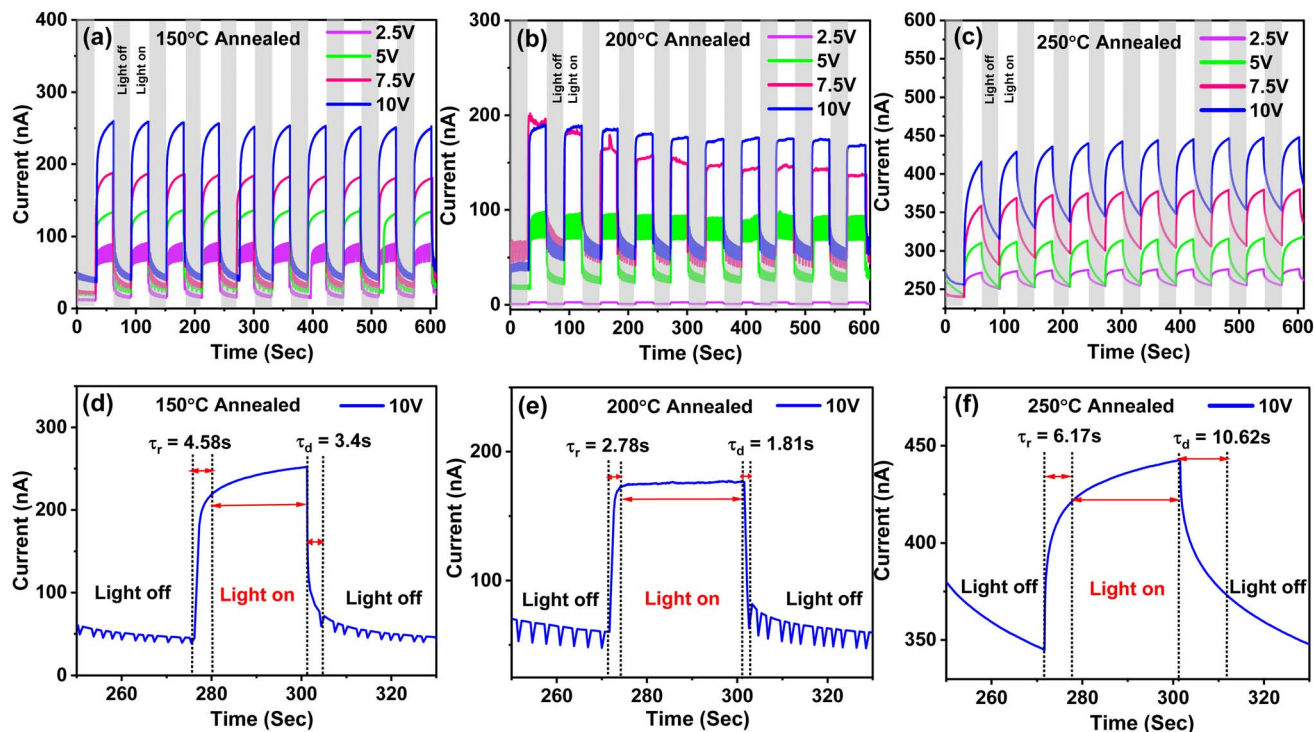 (a) 150°C Annealed
Light off
Light on
2.5V
5V
7.5V
10V
Current (nA)
400
300
200
100
0
0 100 200 300 400 500 600
Time (Sec)
(b) 200°C Annealed
Light off
Light on
2.5V
5V
7.5V
10V
Current (nA)
300
200
100
0
0 100 200 300 400 500 600
Time (Sec)
(c) 250°C Annealed
Light off
Light on
2.5V
5V
7.5V
10V
Current (nA)
600
550
500
450
400
350
300
250
0 100 200 300 400 500 600
Time (Sec)
(d) 150°C Annealed 10V
τr = 4.58s
τd = 3.4s
Light off Light on Light off
Current (nA)
350
300
250
200
150
100
50
0
260 280 300 320
Time (Sec)
(e) 200°C Annealed 10V
τr = 2.78s
τd = 1.81s
Light off Light on Light off
Current (nA)
200
150
100
260 280 300 320
Time (Sec)
(f) 250°C Annealed 10V
τr = 6.17s
τd = 10.62s
Light off Light on Light off
Current (nA)
450
400
350
260 280 300 320
Time (Sec)